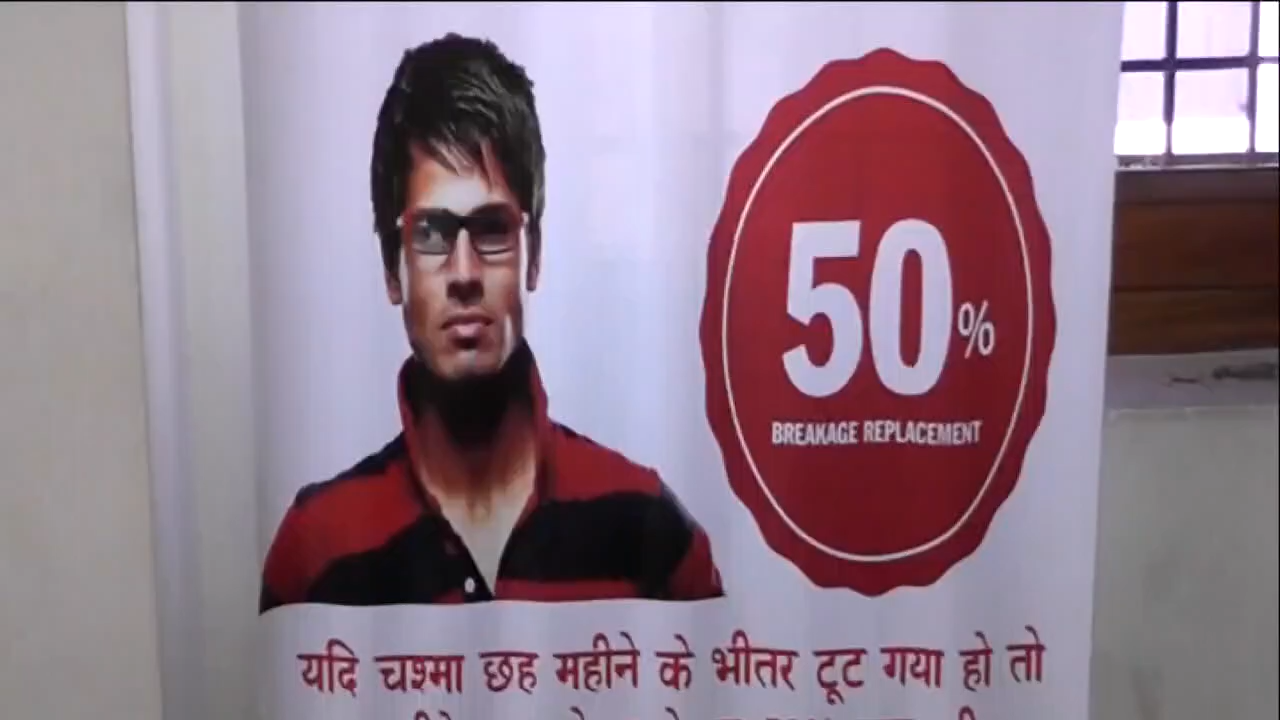 50%
BREAKAGE REPLACEMENT
यदि चश्मा छह महीने के भीतर टूट गया हो तो